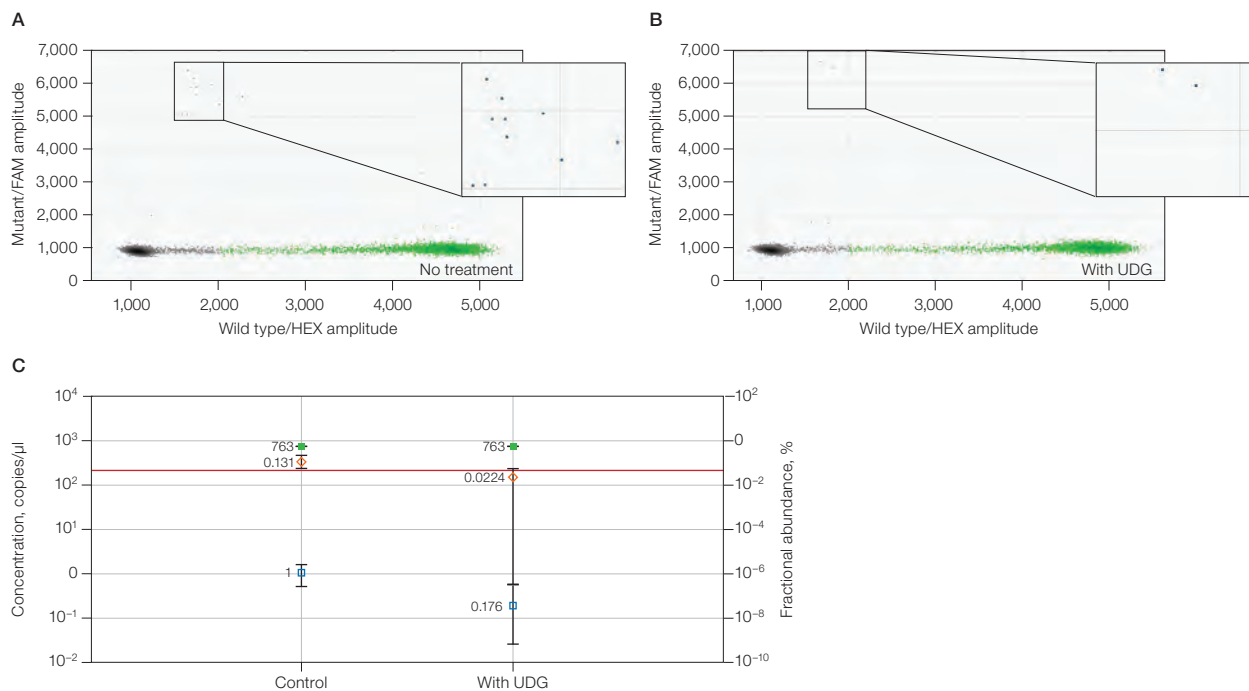 A
7,000
6,000
5,000
4,000
3,000
2,000
1,000
0
Mutant/FAM amplitude
No treatment
1,000 2,000 3,000 4,000 5,000
Wild type/HEX amplitude
B
7,000
6,000
5,000
4,000
3,000
2,000
1,000
0
Mutant/FAM amplitude
With UDG
1,000 2,000 3,000 4,000 5,000
Wild type/HEX amplitude
C
10⁴
10³
10²
10¹
0
10⁻¹
10⁻²
Concentration, copies/µl
763
0.131
1
763
0.0224
0.176
10²
0
10⁻²
10⁻⁴
10⁻⁶
10⁻⁸
10⁻¹⁰
Fractional abundance, %
Control With UDG